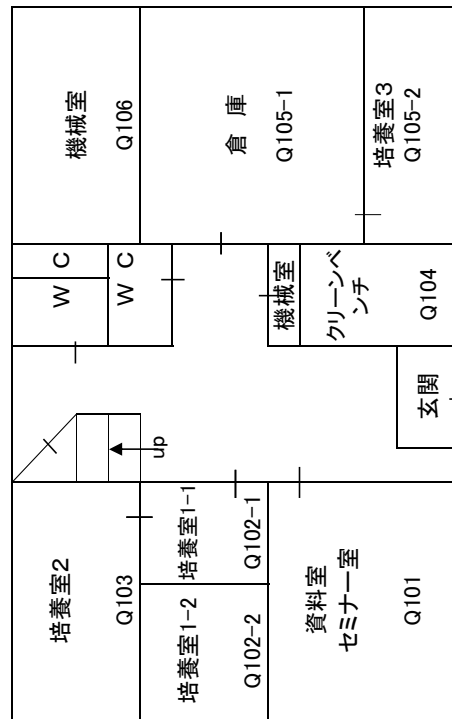 機械室
Q106
倉 庫
Q105-1
培養室3
Q105-2
W C
W C
機械室
クリーンベ
ンチ
Q104
玄関
up
培養室2
Q103
培養室1-1
Q102-1
培養室1-2
Q102-2
資料室
セミナー室
Q101